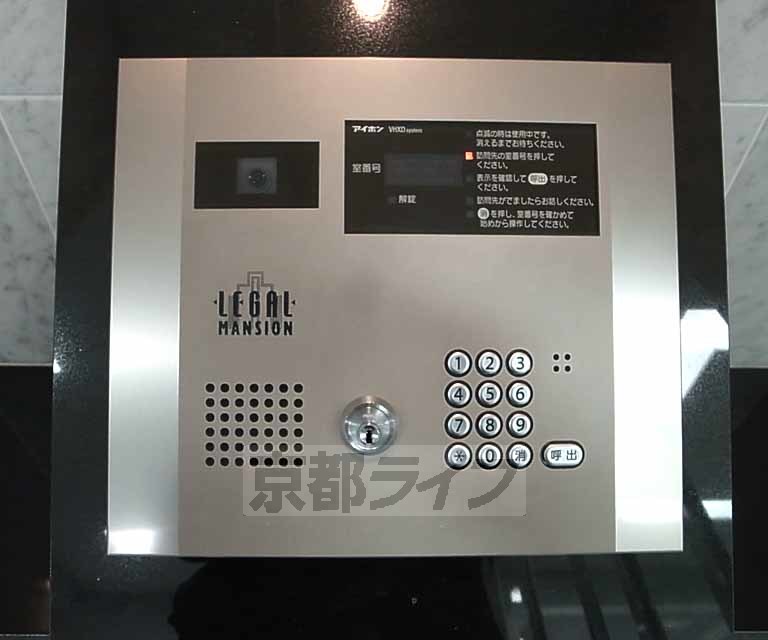 アイホン VHXD system
点滅の時は使用中です。
消えるまでお待ちください。
訪問先の室番号を押して
ください。
室番号
表示を確認して 呼出 を押して
ください。
解錠
訪問先がでましたらお話しください。
消 を押し、室番号を確かめて
始めから操作してください。
LEGAL
MANSION
1 2 3
4 5 6
7 8 9
* 0 消 呼出
京都ライフ